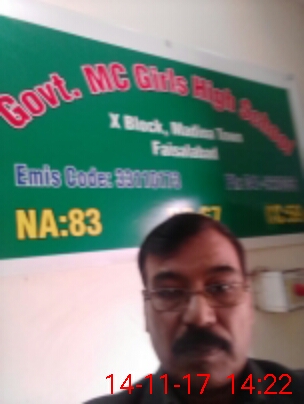 Govt. MC Girls High School
X Block, Madina Town
Faisalabad
Emis Code: 33110173
NA:83
14-11-17 14:22